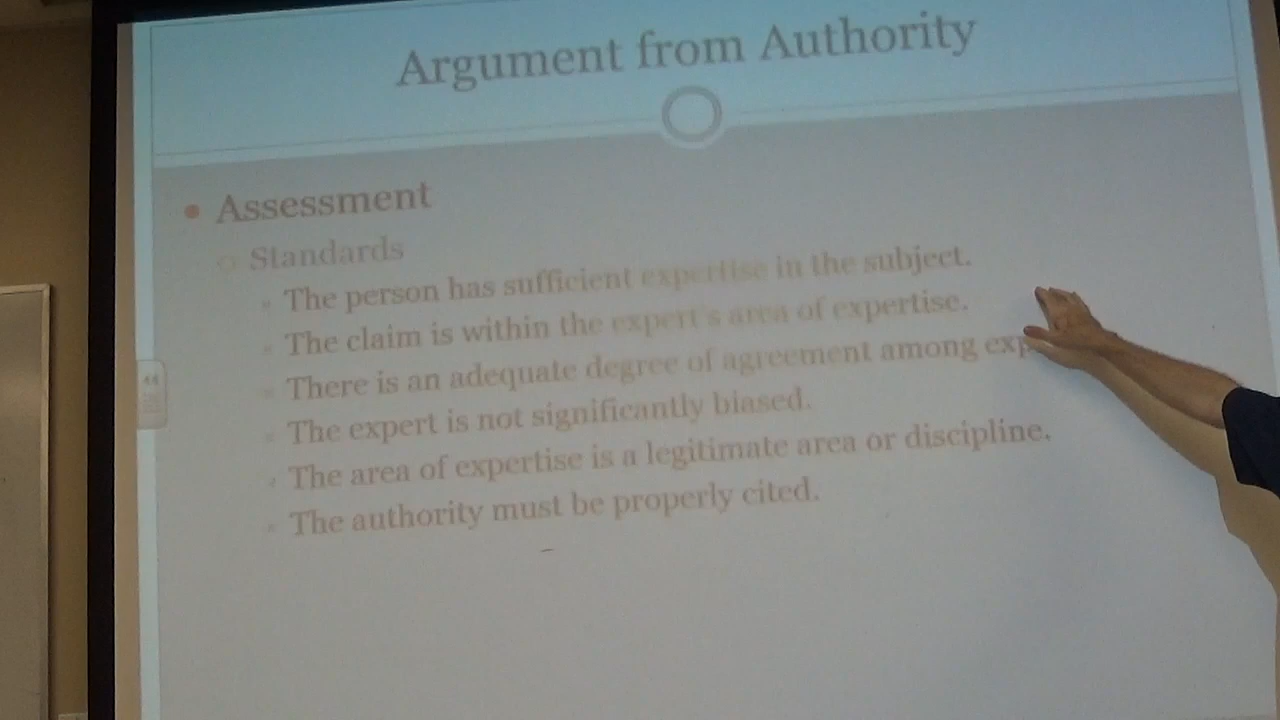 Argument from Authority
Assessment
Standards
The person has sufficient expertise in the subject.
The claim is within the expert's area of expertise.
There is an adequate degree of agreement among
The expert is not significantly biased.
The area of expertise is a legitimate area or discipline.
The authority must be properly cited.